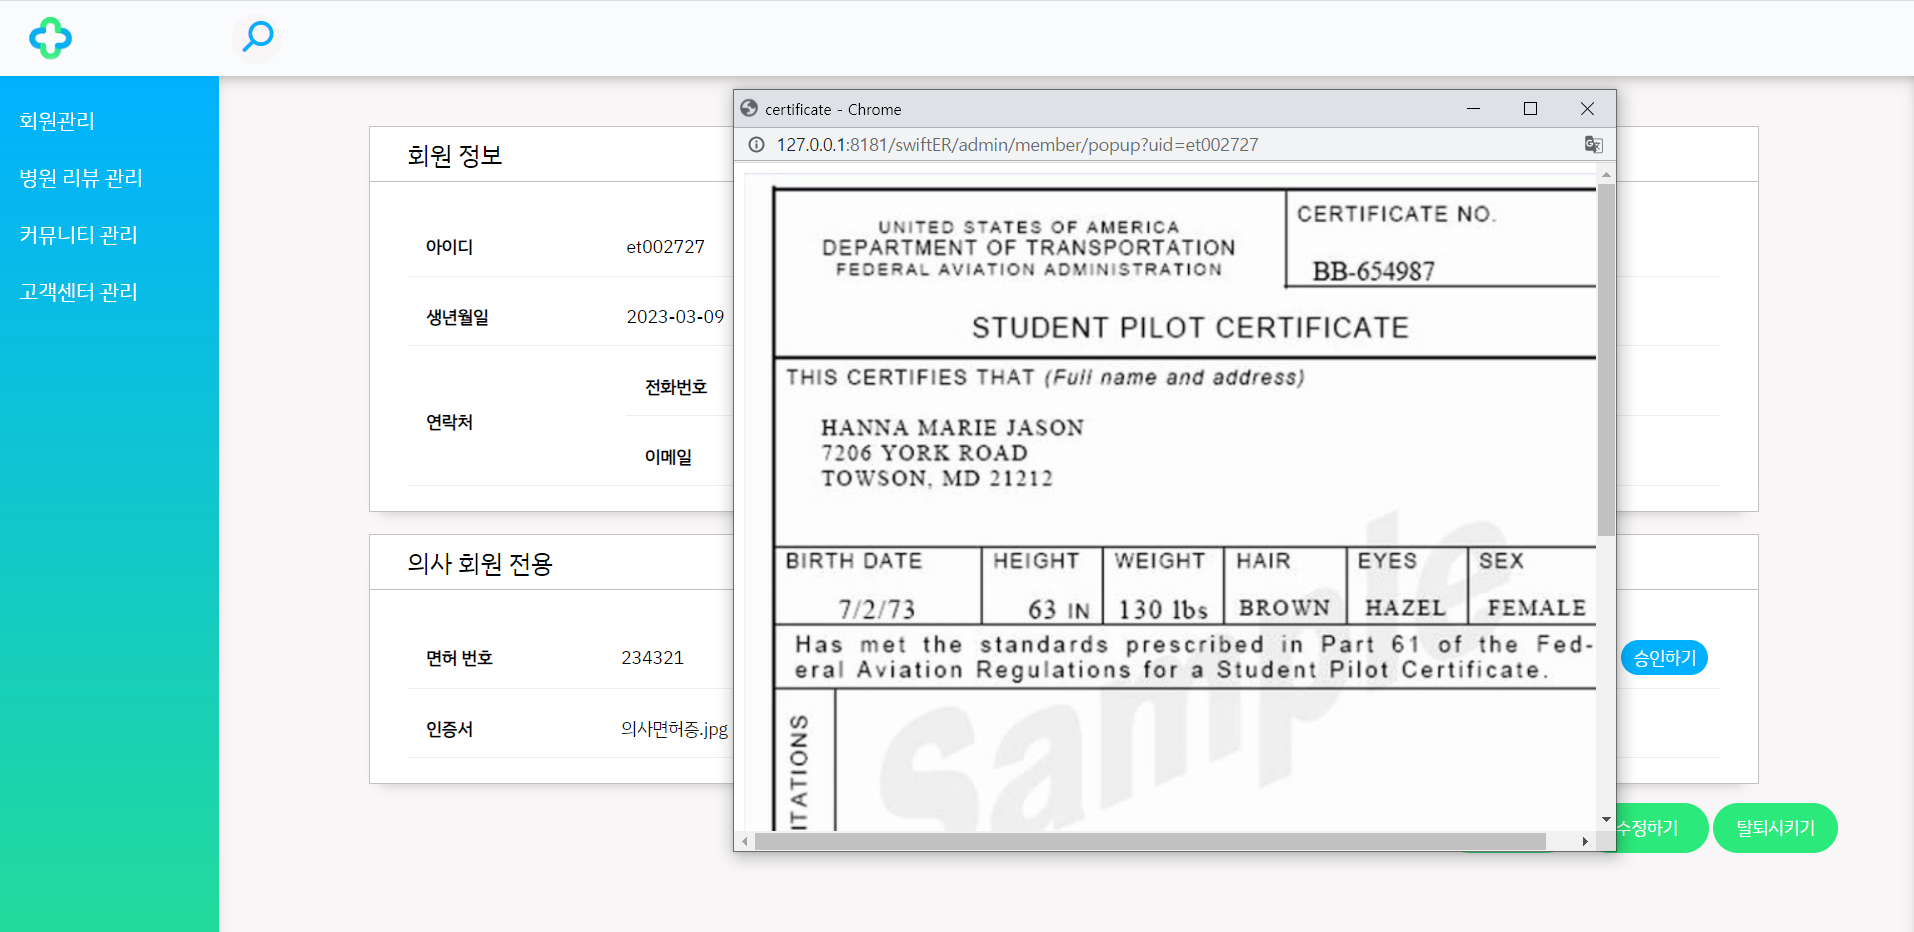 회원관리
병원 리뷰 관리
커뮤니티 관리
고객센터 관리
회원 정보
아이디 et002727
생년월일 2023-03-09
연락처
전화번호
이메일
의사 회원 전용
면허 번호 234321
승인하기
인증서 의사면허증.jpg
수정하기
탈퇴시키기
certificate - Chrome
127.0.0.1:8181/swiftER/admin/member/popup?uid=et002727
UNITED STATES OF AMERICA
DEPARTMENT OF TRANSPORTATION
FEDERAL AVIATION ADMINISTRATION
CERTIFICATE NO.
BB-654987
STUDENT PILOT CERTIFICATE
THIS CERTIFIES THAT (Full name and address)
HANNA MARIE JASON
7206 YORK ROAD
TOWSON, MD 21212
BIRTH DATE HEIGHT WEIGHT HAIR EYES SEX
7/2/73 63 IN 130 lbs BROWN HAZEL FEMALE
Has met the standards prescribed in Part 61 of the Fed-
eral Aviation Regulations for a Student Pilot Certificate.
ITATIONS
Sample